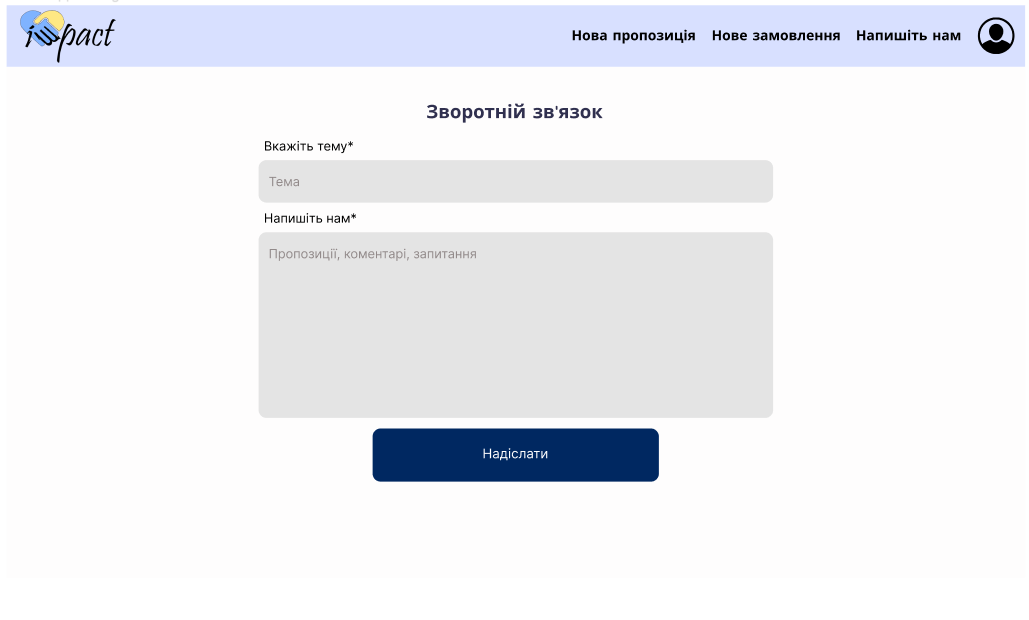 impact
Нова пропозиція Нове замовлення Напишіть нам
Зворотній зв'язок
Вкажіть тему*
Тема
Напишіть нам*
Пропозиції, коментарі, запитання
Надіслати